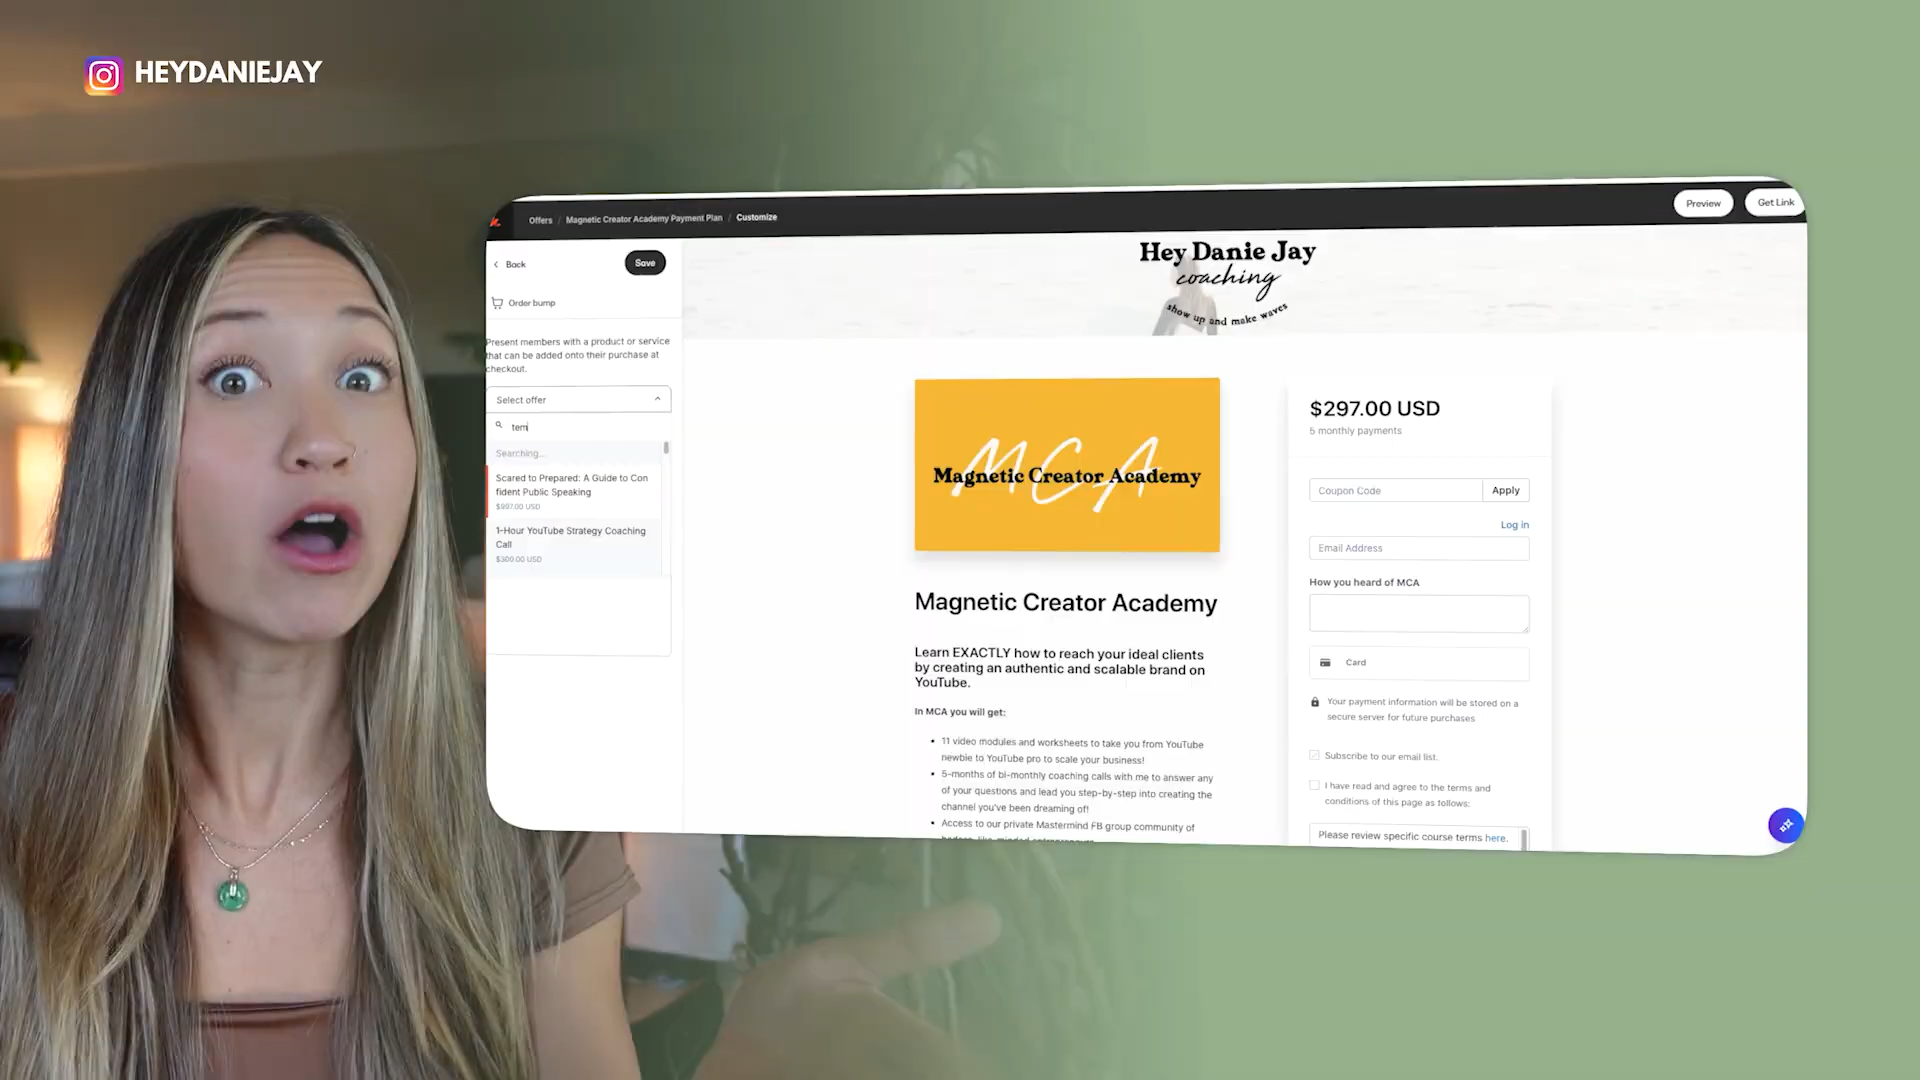 HEYDANIEJAY
Offers / Magnetic Creator Academy Payment Plan / Customize
Preview
Get Link
Back
Save
Order bump
Present members with a product or service
that can be added onto their purchase at
checkout.
Select offer
tem
Searching...
Scared to Prepared: A Guide to Con
fident Public Speaking
$997.00 USD
1-Hour YouTube Strategy Coaching
Call
$300.00 USD
Hey Danie Jay
coaching
show up and make waves
MCA
Magnetic Creator Academy
Magnetic Creator Academy
Learn EXACTLY how to reach your ideal clients
by creating an authentic and scalable brand on
YouTube.
In MCA you will get:
• 11 video modules and worksheets to take you from YouTube
newbie to YouTube pro to scale your business!
• 5-months of bi-monthly coaching calls with me to answer any
of your questions and lead you step-by-step into creating the
channel you've been dreaming of!
• Access to our private Mastermind FB group community of
$297.00 USD
5 monthly payments
Coupon Code
Apply
Log in
Email Address
How you heard of MCA
Card
Your payment information will be stored on a
secure server for future purchases
Subscribe to our email list.
I have read and agree to the terms and
conditions of this page as follows:
Please review specific course terms here.